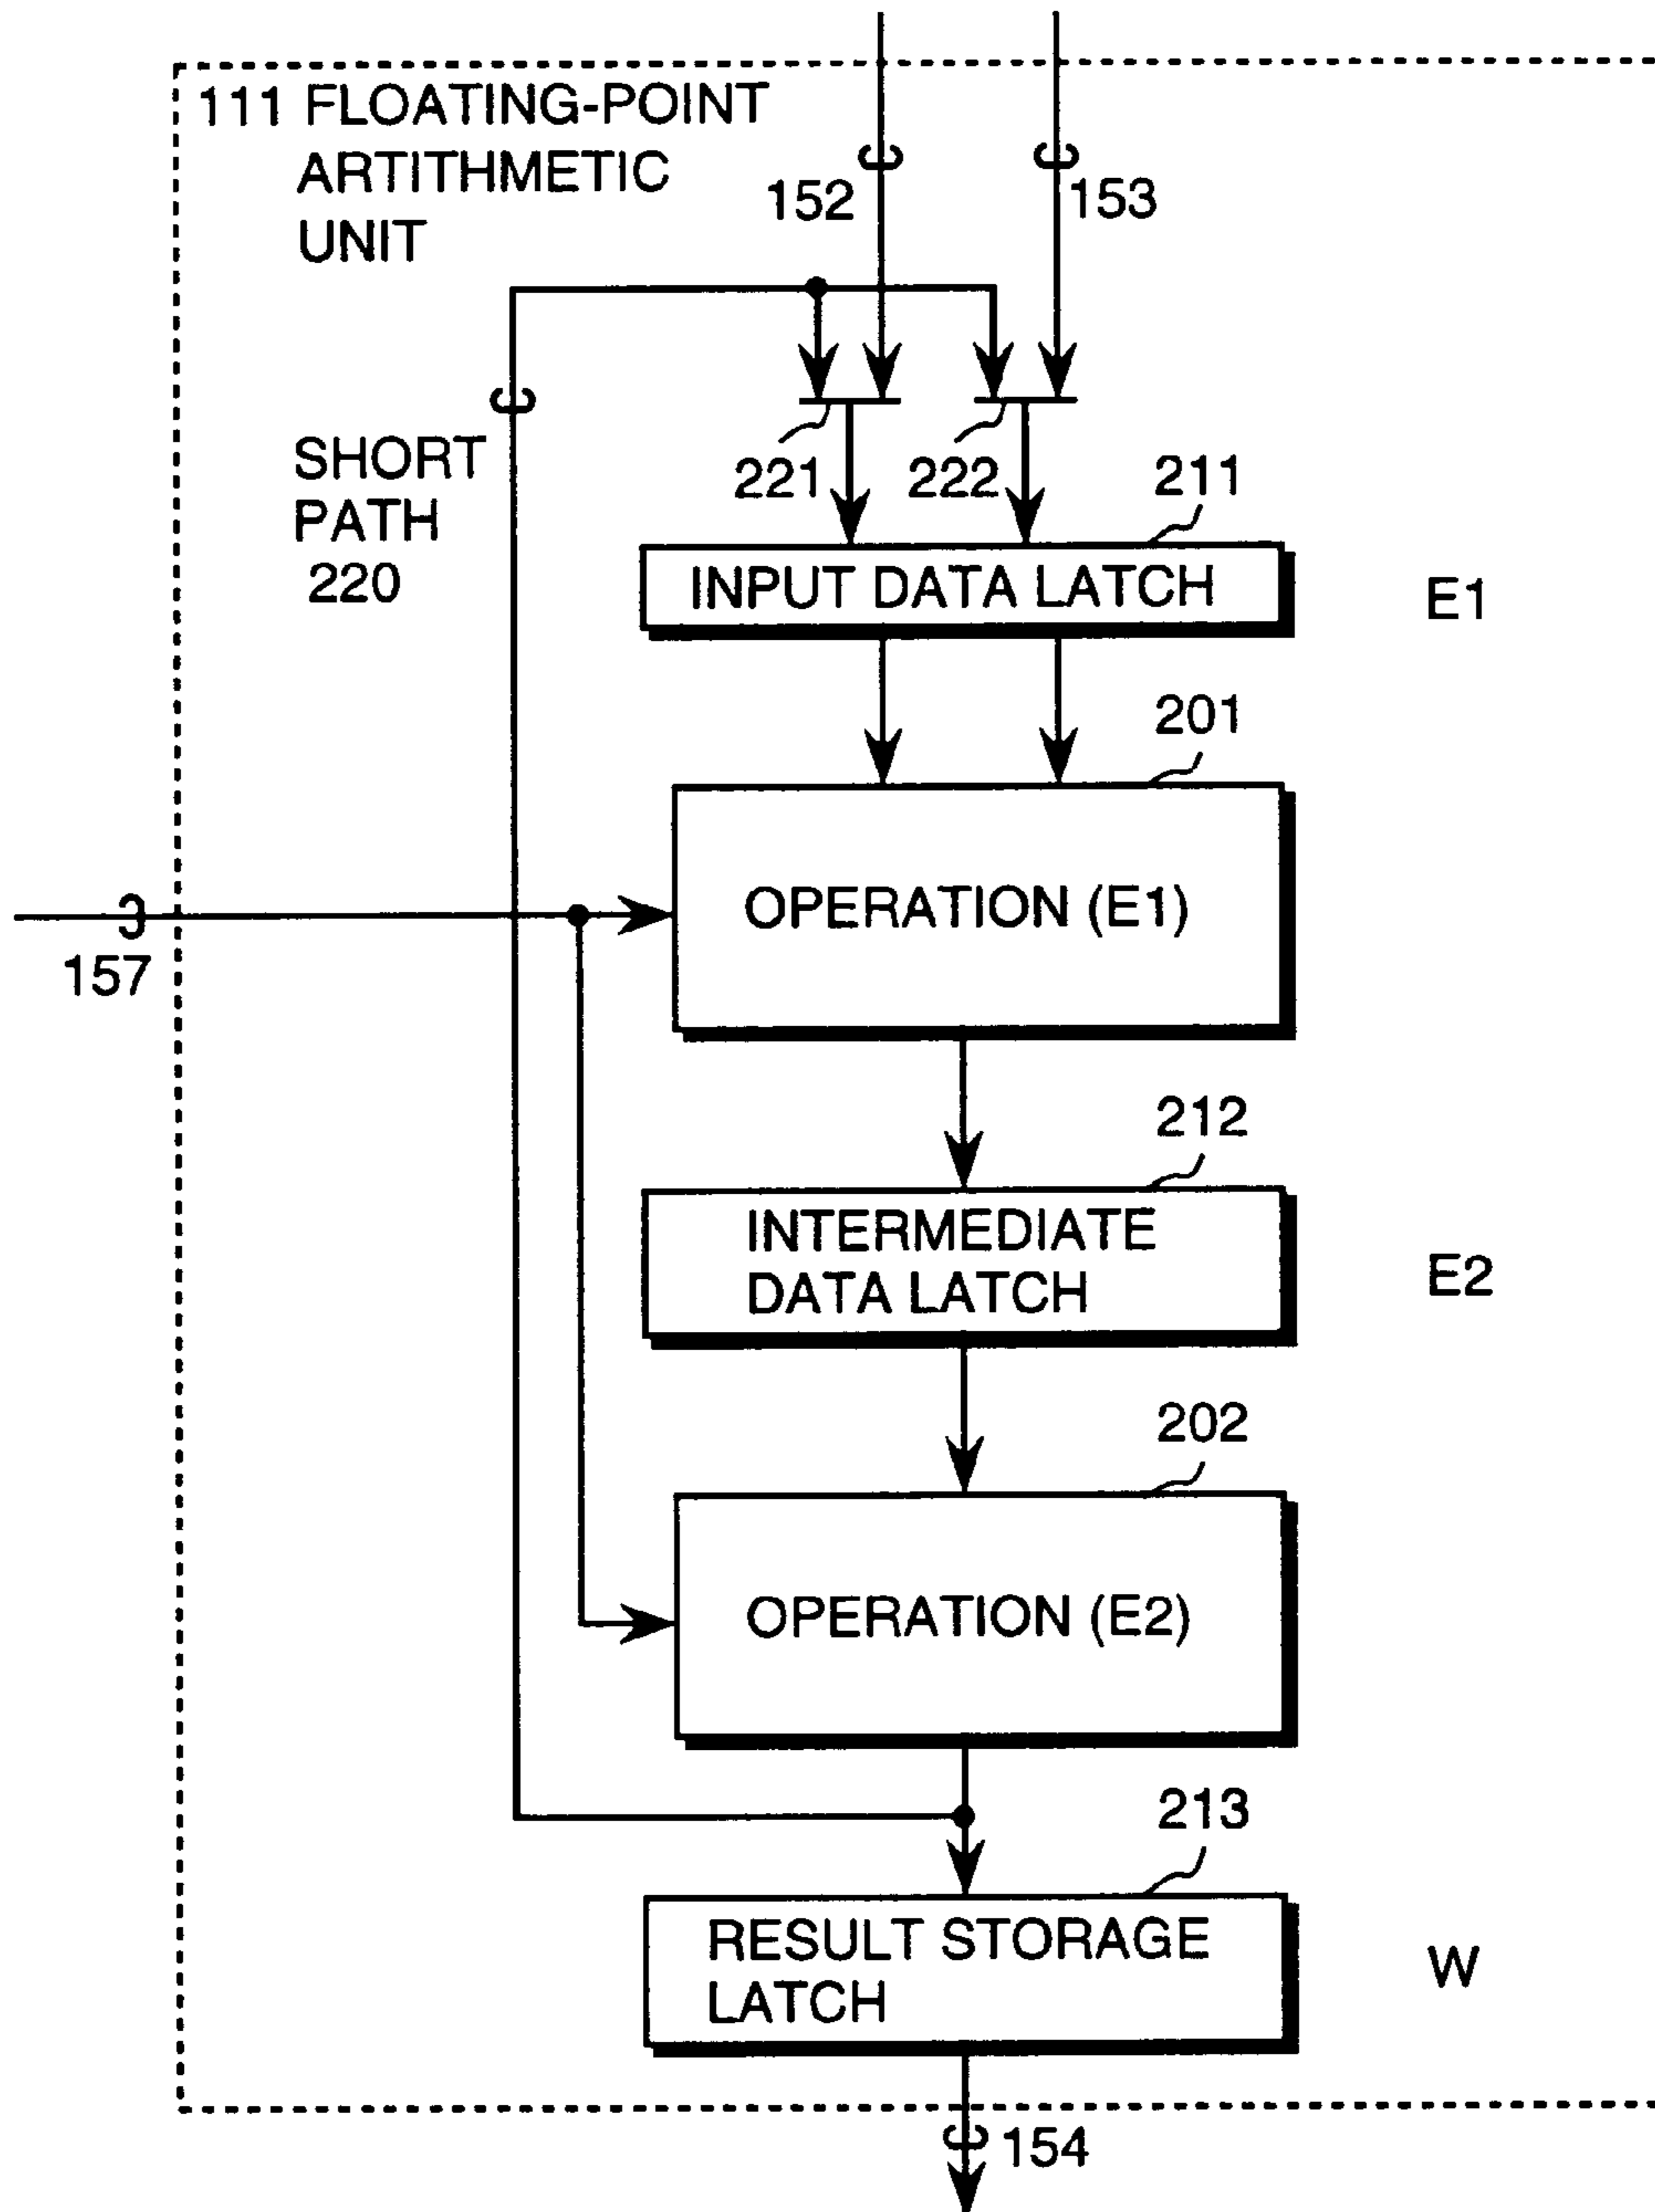 111 FLOATING-POINT
ARTITHMETIC
UNIT
152
153
SHORT
PATH
220
221
222
211
INPUT DATA LATCH
E1
201
OPERATION (E1)
157
212
INTERMEDIATE
DATA LATCH
E2
202
OPERATION (E2)
213
RESULT STORAGE
LATCH
W
154